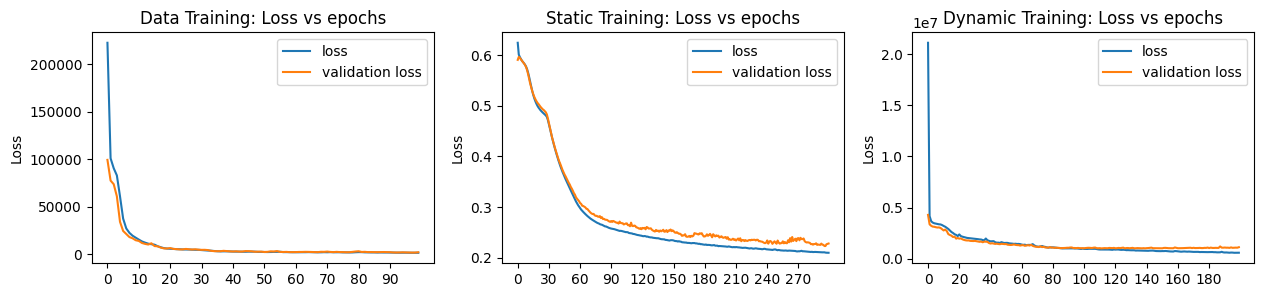 Data Training: Loss vs epochs
Loss
200000
150000
100000
50000
0
0 10 20 30 40 50 60 70 80 90
loss
validation loss
Static Training: Loss vs epochs
Loss
0.6
0.5
0.4
0.3
0.2
0 30 60 90 120 150 180 210 240 270
loss
validation loss
1e7
Dynamic Training: Loss vs epochs
Loss
2.0
1.5
1.0
0.5
0.0
0 20 40 60 80 100 120 140 160 180
loss
validation loss